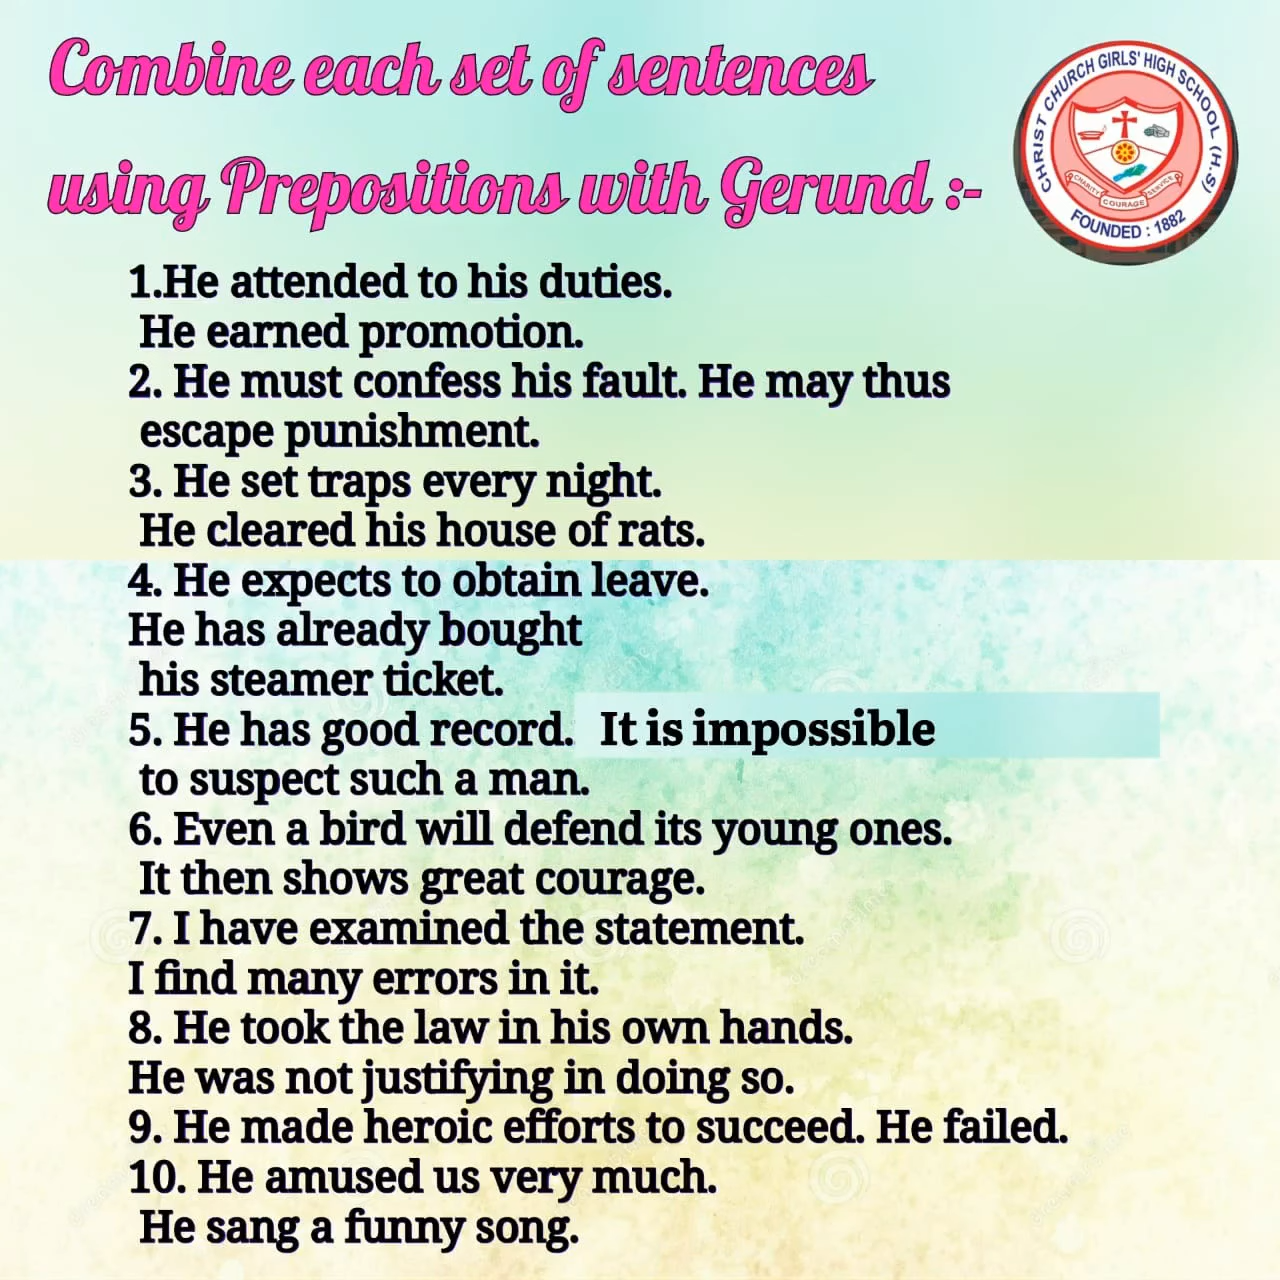 Combine each set of sentences
using Prepositions with Gerund :-
CHRIST CHURCH GIRLS' HIGH SCHOOL (H.S)
CHARITY
COURAGE
SERVICE
FOUNDED : 1882
1.He attended to his duties.
He earned promotion.
2. He must confess his fault. He may thus
escape punishment.
3. He set traps every night.
He cleared his house of rats.
4. He expects to obtain leave.
He has already bought
his steamer ticket.
5. He has good record. It is impossible
to suspect such a man.
6. Even a bird will defend its young ones.
It then shows great courage.
7. I have examined the statement.
I find many errors in it.
8. He took the law in his own hands.
He was not justifying in doing so.
9. He made heroic efforts to succeed. He failed.
10. He amused us very much.
He sang a funny song.